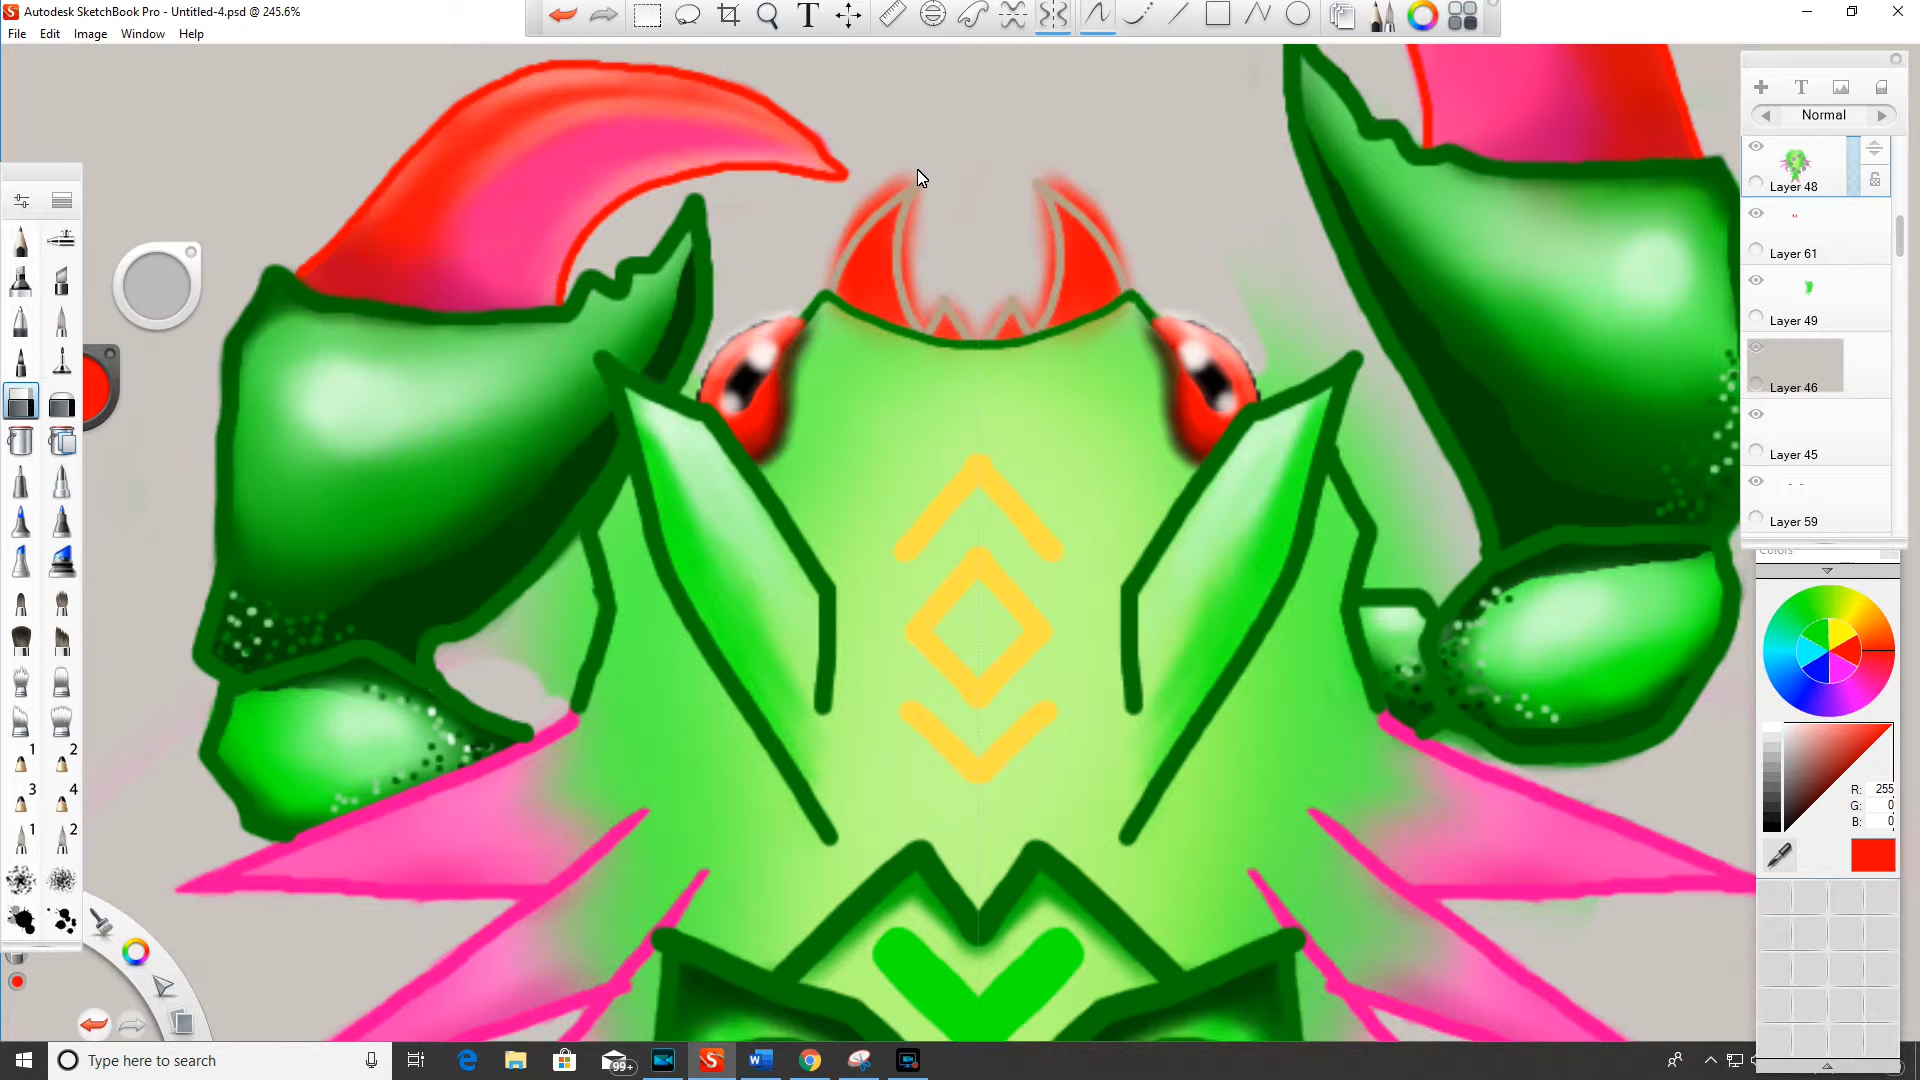 Autodesk SketchBook Pro - Untitled-4.psd @ 245.6%
File Edit Image Window Help
Normal
Layer 48
Layer 61
Layer 49
Layer 46
Layer 45
Layer 59
Colors
R: 255
G: 0
B: 0
1 2
3 4
1 2
Type here to search
99+